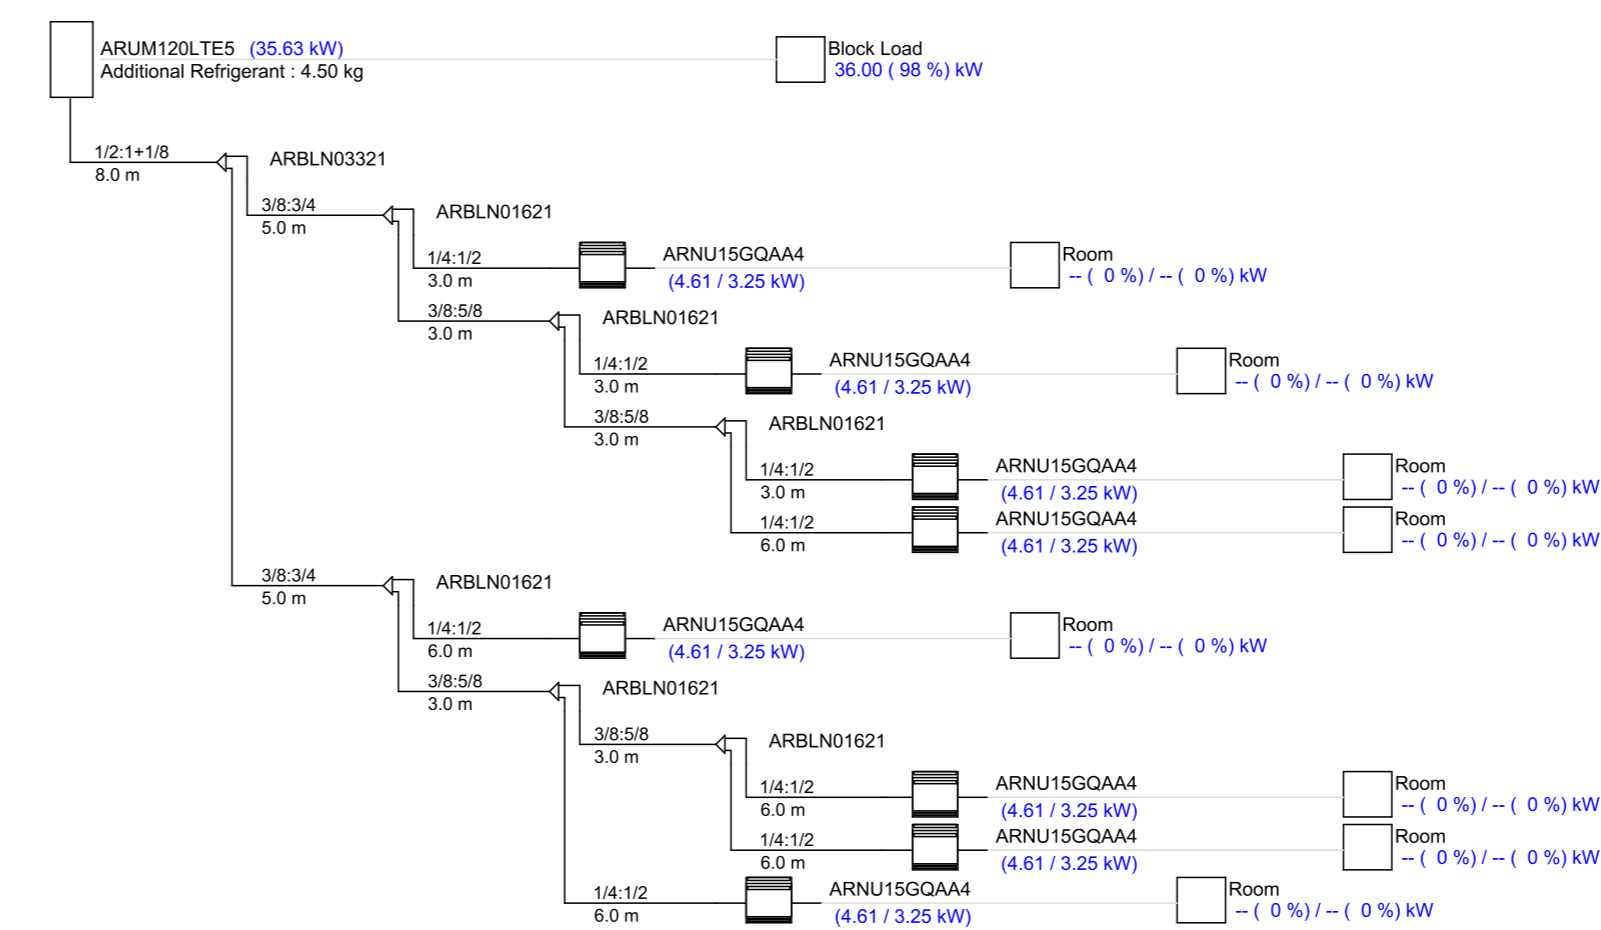 ARUM120LTE5 (35.63 kW)
Additional Refrigerant : 4.50 kg
Block Load
36.00 ( 98 %) kW
1/2:1+1/8
8.0 m
ARBLN03321
3/8:3/4
5.0 m
ARBLN01621
1/4:1/2
3.0 m
ARNU15GQAA4
(4.61 / 3.25 kW)
Room
-- ( 0 %) / -- ( 0 %) kW
3/8:5/8
3.0 m
ARBLN01621
1/4:1/2
3.0 m
ARNU15GQAA4
(4.61 / 3.25 kW)
Room
-- ( 0 %) / -- ( 0 %) kW
3/8:5/8
3.0 m
ARBLN01621
1/4:1/2
3.0 m
ARNU15GQAA4
(4.61 / 3.25 kW)
Room
-- ( 0 %) / -- ( 0 %) kW
1/4:1/2
6.0 m
ARNU15GQAA4
(4.61 / 3.25 kW)
Room
-- ( 0 %) / -- ( 0 %) kW
3/8:3/4
5.0 m
ARBLN01621
1/4:1/2
6.0 m
ARNU15GQAA4
(4.61 / 3.25 kW)
Room
-- ( 0 %) / -- ( 0 %) kW
3/8:5/8
3.0 m
ARBLN01621
3/8:5/8
3.0 m
ARBLN01621
1/4:1/2
6.0 m
ARNU15GQAA4
(4.61 / 3.25 kW)
Room
-- ( 0 %) / -- ( 0 %) kW
1/4:1/2
6.0 m
ARNU15GQAA4
(4.61 / 3.25 kW)
Room
-- ( 0 %) / -- ( 0 %) kW
1/4:1/2
6.0 m
ARNU15GQAA4
(4.61 / 3.25 kW)
Room
-- ( 0 %) / -- ( 0 %) kW